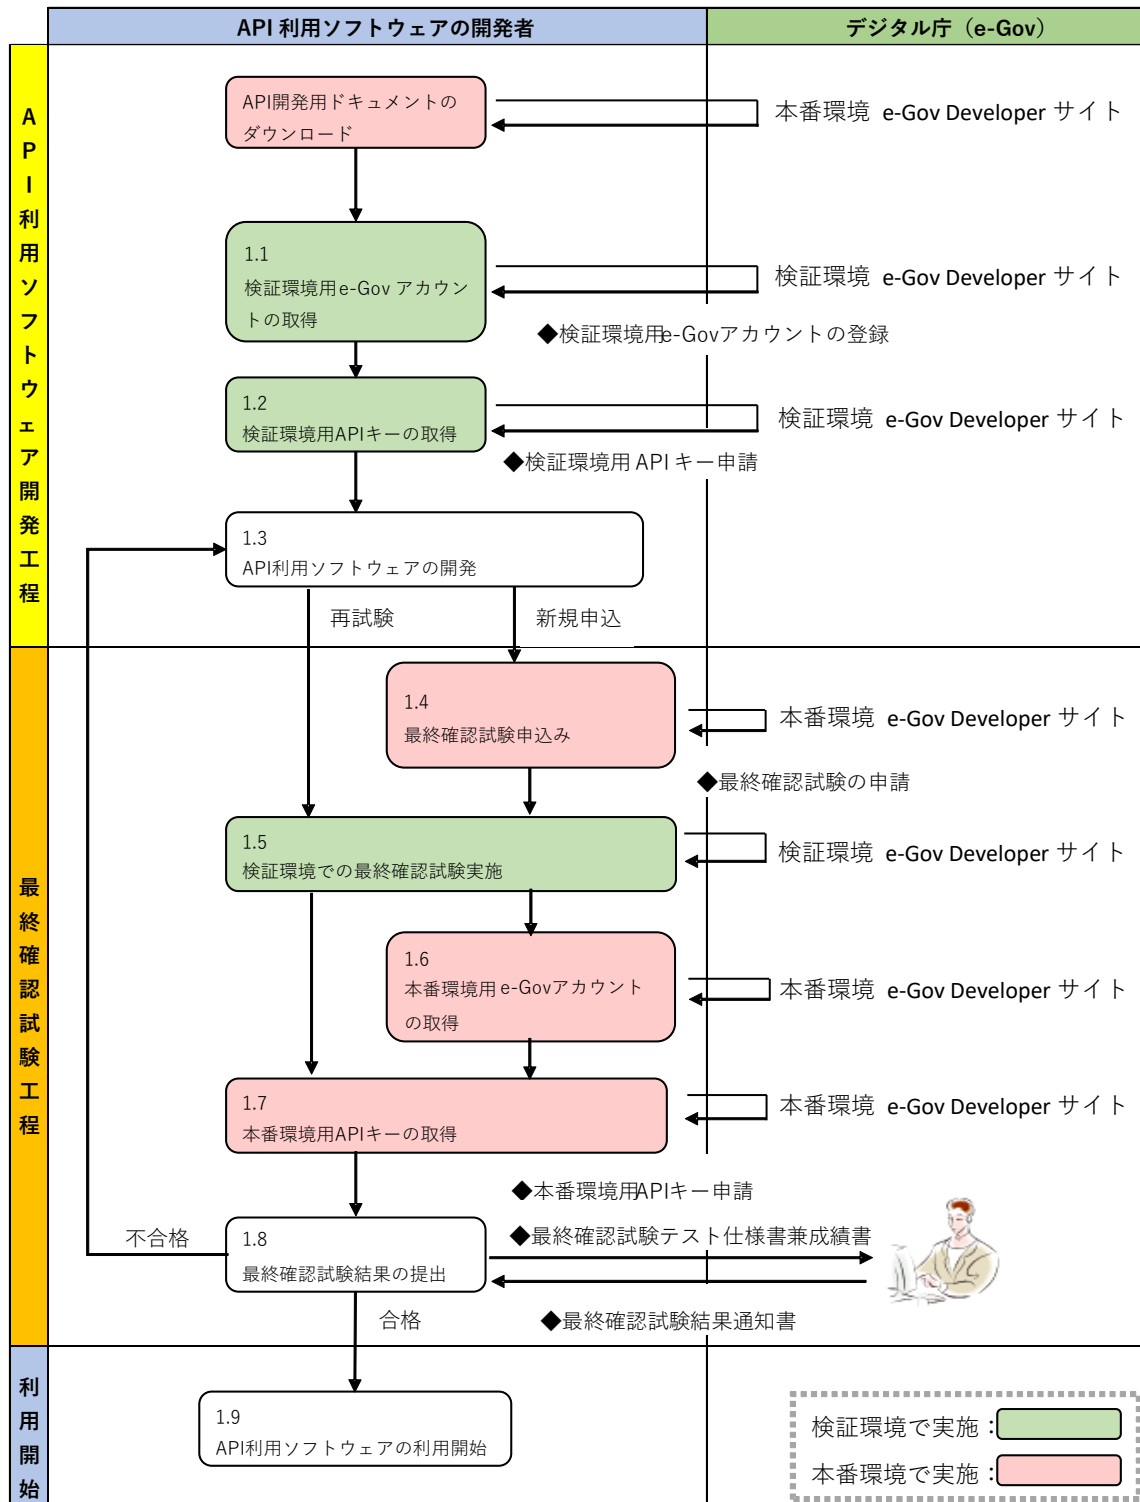 API 利用ソフトウェアの開発者
デジタル庁（e-Gov）
API利用ソフトウェア開発工程
API開発用ドキュメントの
ダウンロード
本番環境 e-Gov Developer サイト
1.1
検証環境用e-Gov アカウン
トの取得
検証環境 e-Gov Developer サイト
◆検証環境用e-Govアカウントの登録
1.2
検証環境用APIキーの取得
検証環境 e-Gov Developer サイト
◆検証環境用 API キー申請
1.3
API利用ソフトウェアの開発
再試験
新規申込
最終確認試験工程
1.4
最終確認試験申込み
本番環境 e-Gov Developer サイト
◆最終確認試験の申請
1.5
検証環境での最終確認試験実施
検証環境 e-Gov Developer サイト
1.6
本番環境用 e-Govアカウント
の取得
本番環境 e-Gov Developer サイト
1.7
本番環境用APIキーの取得
本番環境 e-Gov Developer サイト
◆本番環境用APIキー申請
不合格
1.8
最終確認試験結果の提出
◆最終確認試験テスト仕様書兼成績書
合格
◆最終確認試験結果通知書
利用開始
1.9
API利用ソフトウェアの利用開始
検証環境で実施：
本番環境で実施：